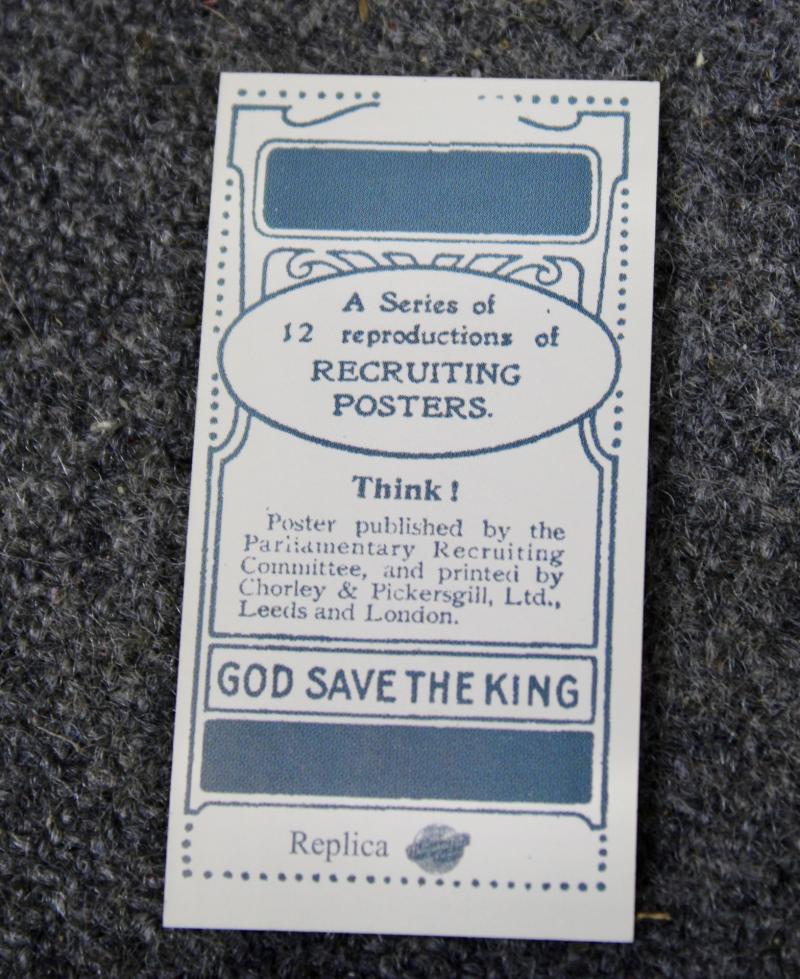 A Series of
12 reproductions of
RECRUITING
POSTERS.
Think !
Poster published by the
Parliamentary Recruiting
Committee, and printed by
Chorley & Pickersgill, Ltd.,
Leeds and London.
GOD SAVE THE KING
Replica